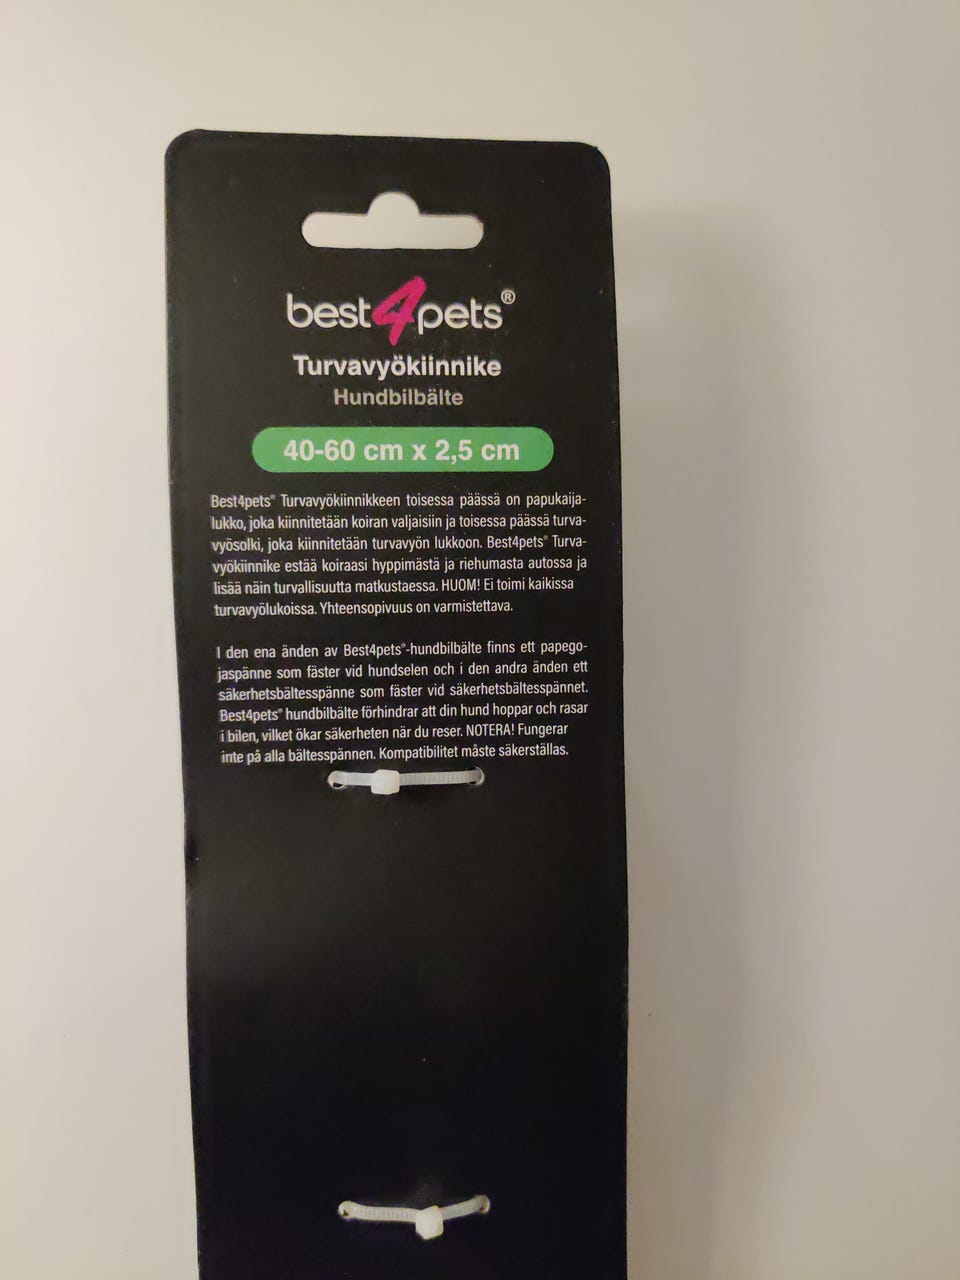 best4pets®
Turvavyökiinnike
Hundbilbälte
40-60 cm x 2,5 cm
Best4pets® Turvavyökiinnikkeen toisessa päässä on papukaija-
lukko, joka kiinnitetään koiran valjaisiin ja toisessa päässä turva-
vyösolki, joka kiinnitetään turvavyön lukkoon. Best4pets® Turva-
vyökiinnike estää koiraasi hyppimästä ja riehumasta autossa ja
lisää näin turvallisuutta matkustaessa. HUOM! Ei toimi kaikissa
turvavyölukoissa. Yhteensopivuus on varmistettava.
I den ena änden av Best4pets®-hundbilbälte finns ett papego-
jaspänne som fäster vid hundselen och i den andra änden ett
säkerhetsbältesspänne som fäster vid säkerhetsbältesspännet.
Best4pets® hundbilbälte förhindrar att din hund hoppar och rasar
i bilen, vilket ökar säkerheten när du reser. NOTERA! Fungerar
inte på alla bältesspännen. Kompatibilitet måste säkerställas.